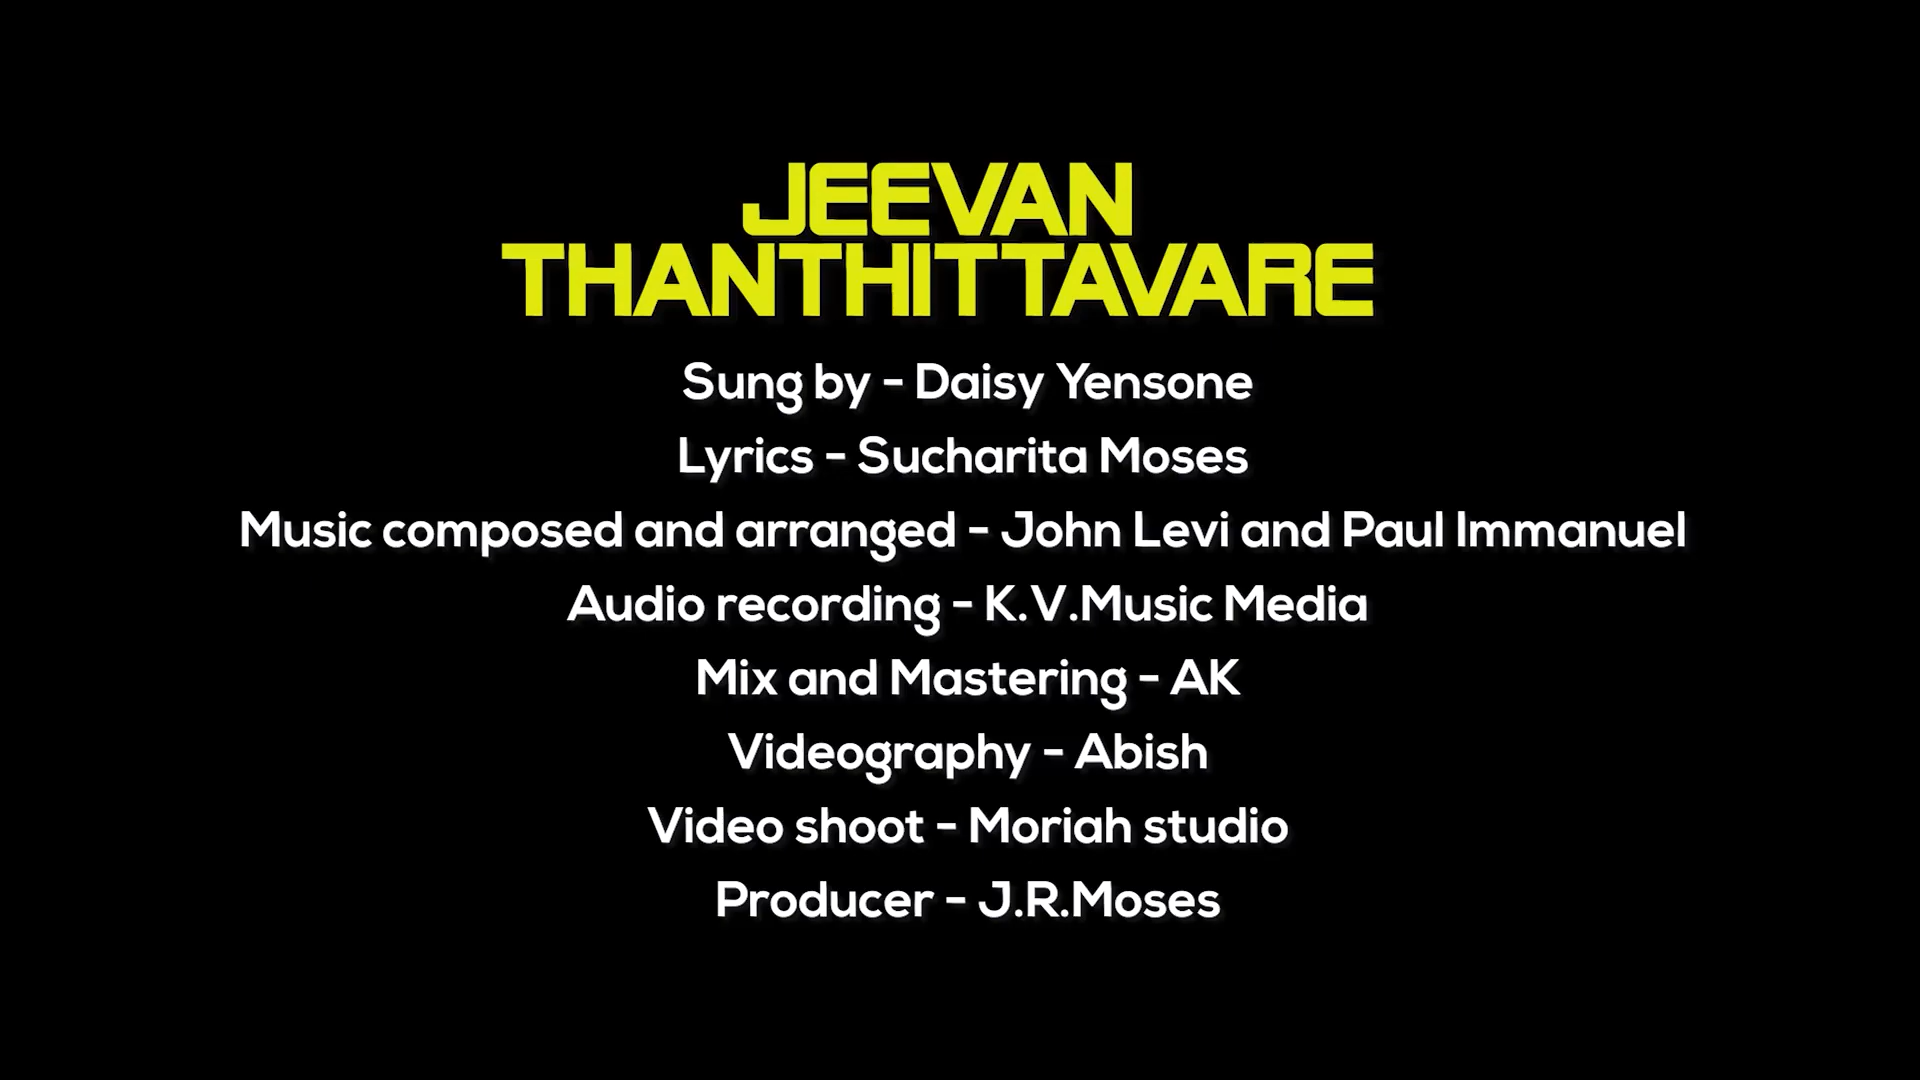 JEEVAN
THANTHITTAVARE
Sung by - Daisy Yensone
Lyrics - Sucharita Moses
Music composed and arranged - John Levi and Paul Immanuel
Audio recording - K.V.Music Media
Mix and Mastering - AK
Videography - Abish
Video shoot - Moriah studio
Producer - J.R.Moses